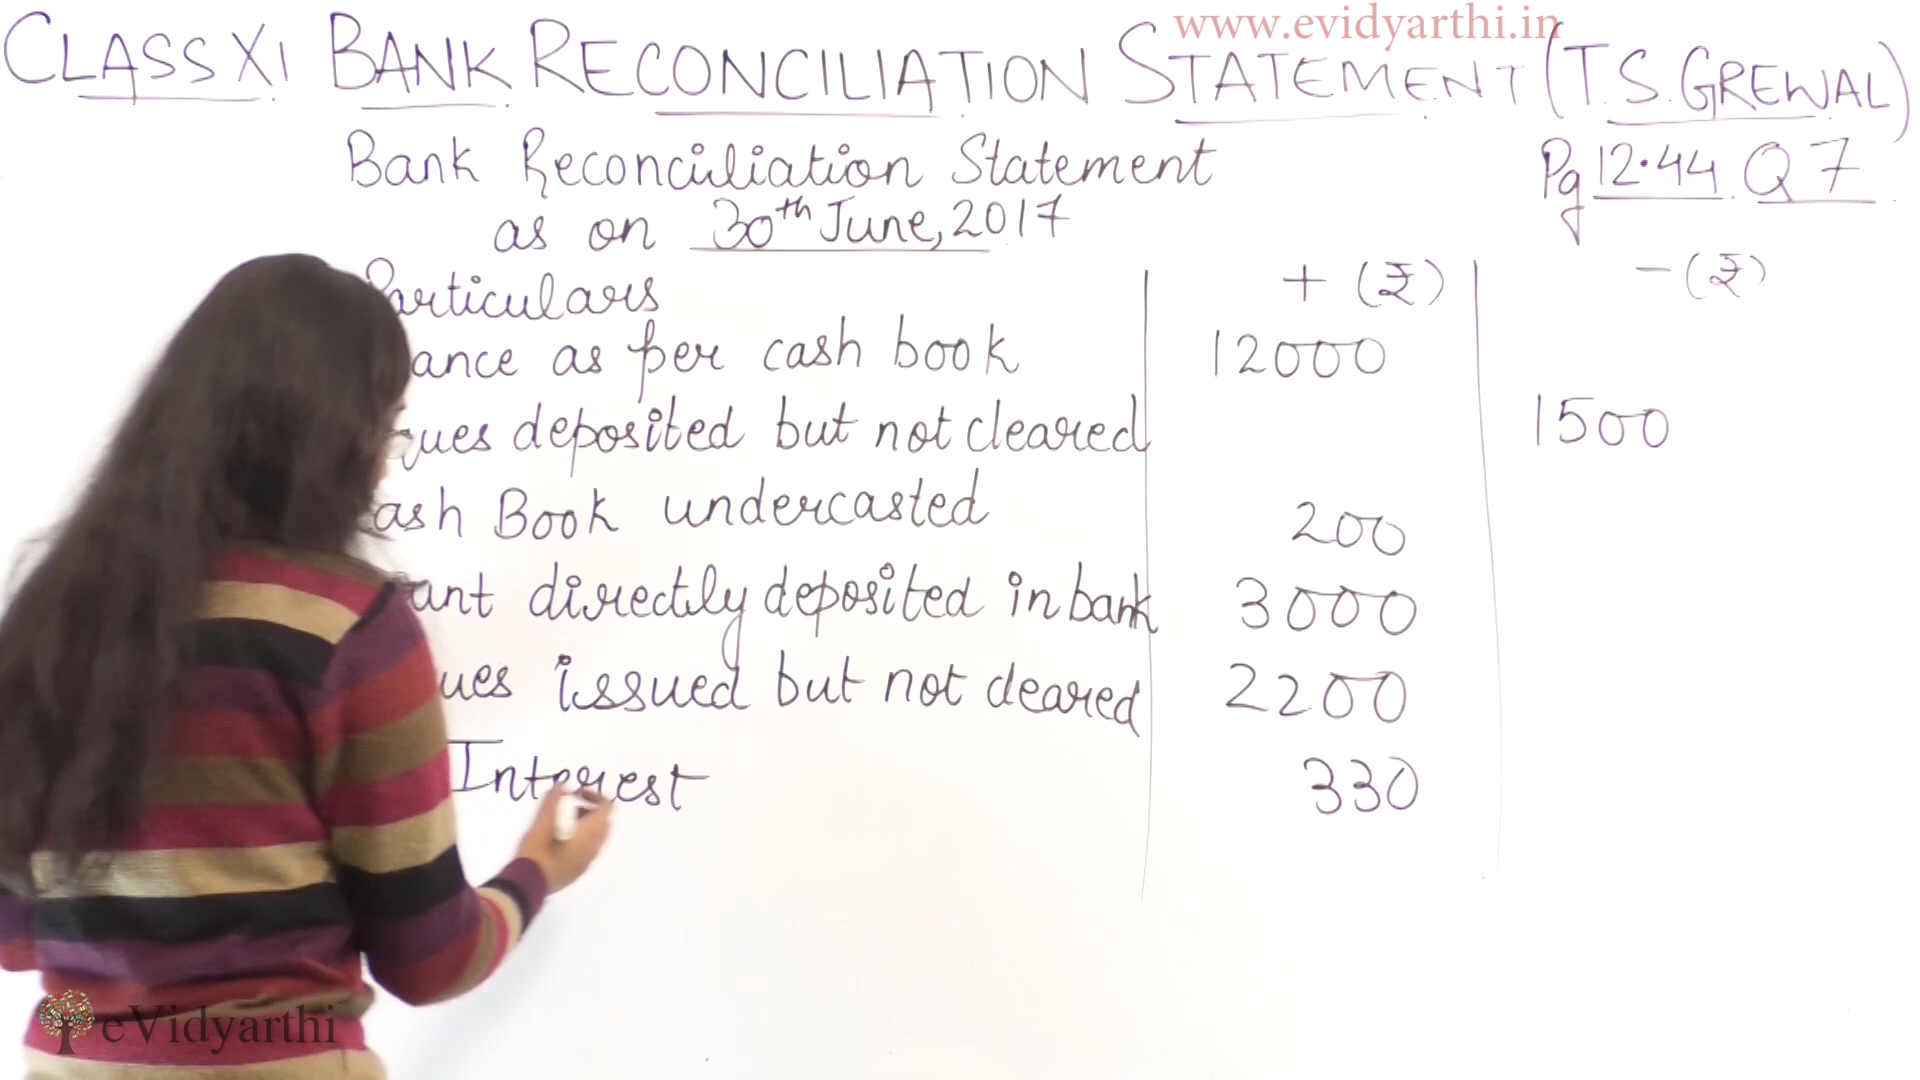 www.evidyarthi.in
CLASS XI BANK RECONCILIATION STATEMENT (T.S. GREWAL)
Bank Reconciliation Statement
Pg 12.44 Q 7
as on 30th June, 2017
Particulars + (₹) - (₹)
ance as per cash book 12000
ques deposited but not cleared 1500
ash Book undercasted 200
ant directly deposited in bank 3000
ues issued but not cleared 2200
Interest 330
eVidyarthi